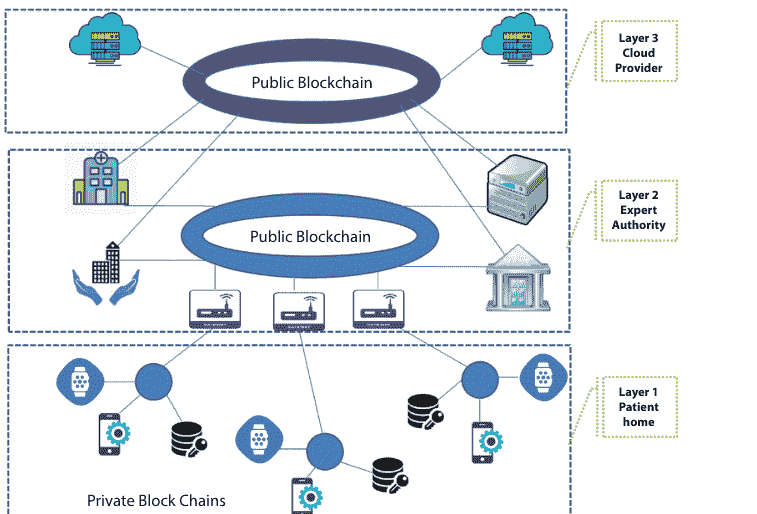 Public Blockchain
Layer 3
Cloud
Provider
Public Blockchain
Layer 2
Expert
Authority
Layer 1
Patient
home
Private Block Chains